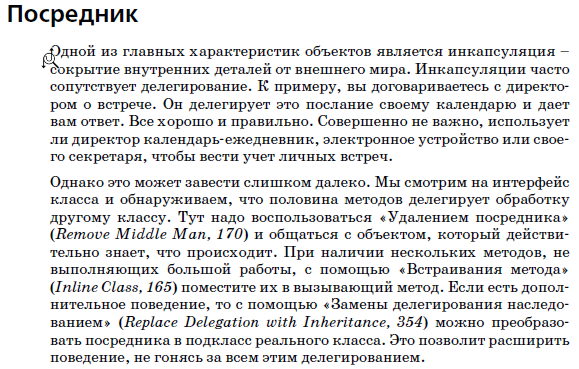 Посредник
Одной из главных характеристик объектов является инкапсуляция –
сокрытие внутренних деталей от внешнего мира. Инкапсуляции часто
сопутствует делегирование. К примеру, вы договариваетесь с директо-
ром о встрече. Он делегирует это послание своему календарю и дает
вам ответ. Все хорошо и правильно. Совершенно не важно, использует
ли директор календарь-ежедневник, электронное устройство или свое-
го секретаря, чтобы вести учет личных встреч.
Однако это может завести слишком далеко. Мы смотрим на интерфейс
класса и обнаруживаем, что половина методов делегирует обработку
другому классу. Тут надо воспользоваться «Удалением посредника»
(Remove Middle Man, 170) и общаться с объектом, который действи-
тельно знает, что происходит. При наличии нескольких методов, не
выполняющих большой работы, с помощью «Встраивания метода»
(Inline Class, 165) поместите их в вызывающий метод. Если есть допол-
нительное поведение, то с помощью «Замены делегирования наследо-
ванием» (Replace Delegation with Inheritance, 354) можно преобразо-
вать посредника в подкласс реального класса. Это позволит расширить
поведение, не гонясь за всем этим делегированием.